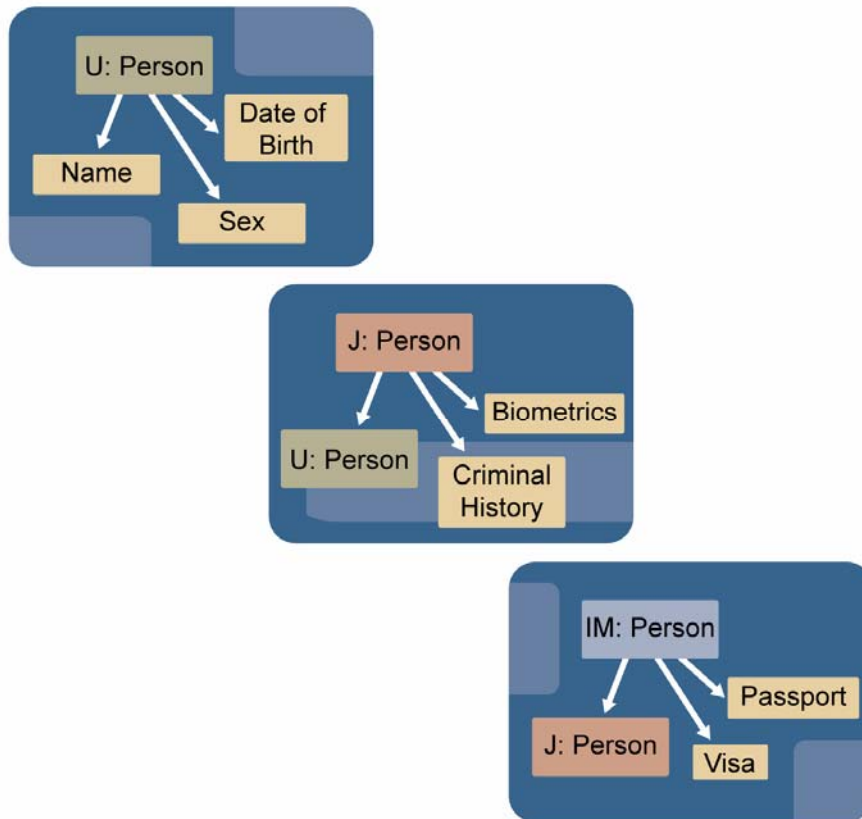 U: Person
Date of
Birth
Name
Sex
J: Person
Biometrics
U: Person
Criminal
History
IM: Person
Passport
J: Person
Visa